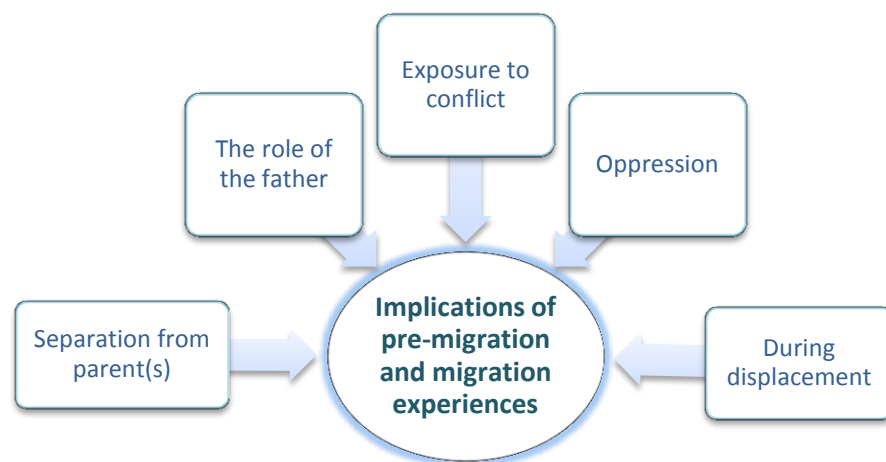 Exposure to
conflict
The role of
the father
Oppression
Separation from
parent(s)
Implications of
pre-migration
and migration
experiences
During
displacement